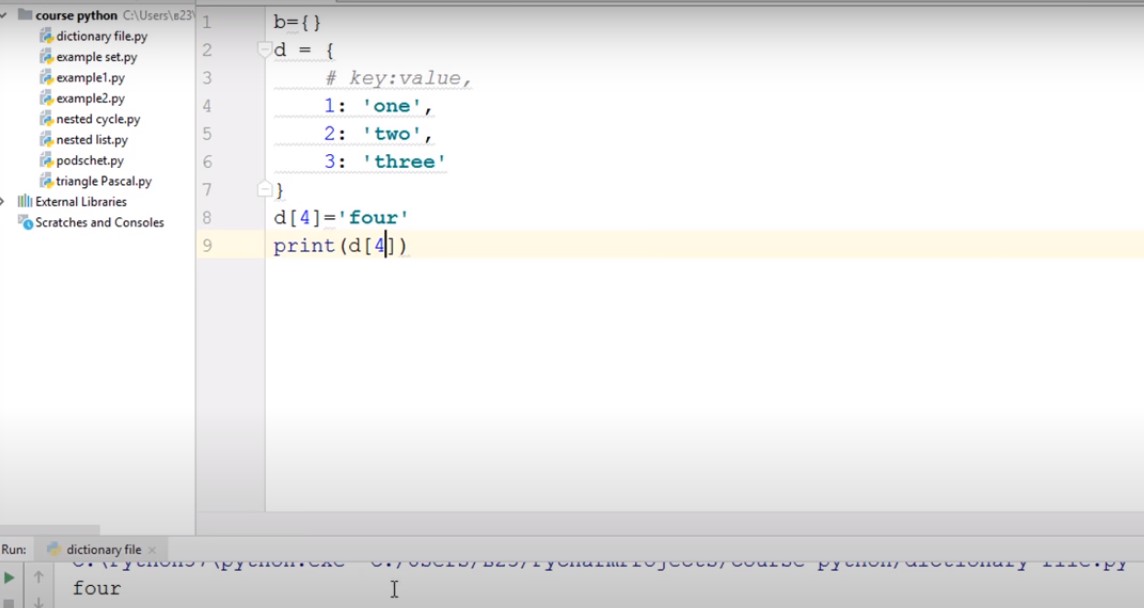 course python C:\Users\в23\
dictionary file.py
example set.py
example1.py
example2.py
nested cycle.py
nested list.py
podschet.py
triangle Pascal.py
External Libraries
Scratches and Consoles
1 b={}
2 d = {
3 # key:value,
4 1: 'one',
5 2: 'two',
6 3: 'three'
7 }
8 d[4]='four'
9 print(d[4])
Run: dictionary file
four